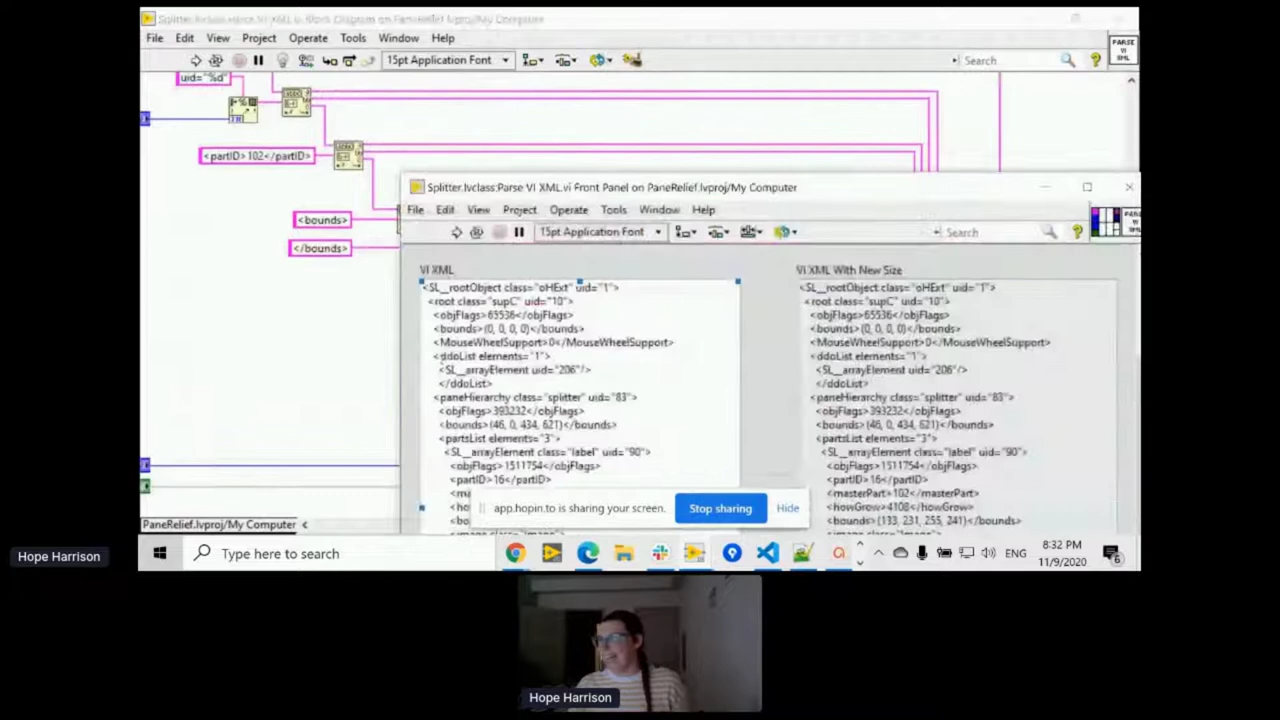 Splitter.lvclass:Parse VI XML.vi Block Diagram on PaneRelief.lvproj/My Computer
File Edit View Project Operate Tools Window Help
15pt Application Font
Search
PARSE
VI
XML
uid="%d"
<partID>102</partID>
<bounds>
</bounds>
Splitter.lvclass:Parse VI XML.vi Front Panel on PaneRelief.lvproj/My Computer
File Edit View Project Operate Tools Window Help
15pt Application Font
Search
VI XML
<SL__rootObject class="oHExt" uid="1">
<root class="supC" uid="10">
<objFlags>65536</objFlags>
<bounds>(0, 0, 0, 0)</bounds>
<MouseWheelSupport>0</MouseWheelSupport>
<ddoList elements="1">
<SL__arrayElement uid="206"/>
</ddoList>
<paneHierarchy class="splitter" uid="83">
<objFlags>393232</objFlags>
<bounds>(46, 0, 434, 621)</bounds>
<partsList elements="3">
<SL__arrayElement class="label" uid="90">
<objFlags>1511754</objFlags>
<partID>16</partID>
<ma
<ho
<bo
VI XML With New Size
<SL__rootObject class="oHExt" uid="1">
<root class="supC" uid="10">
<objFlags>65536</objFlags>
<bounds>(0, 0, 0, 0)</bounds>
<MouseWheelSupport>0</MouseWheelSupport>
<ddoList elements="1">
<SL__arrayElement uid="206"/>
</ddoList>
<paneHierarchy class="splitter" uid="83">
<objFlags>393232</objFlags>
<bounds>(46, 0, 434, 621)</bounds>
<partsList elements="3">
<SL__arrayElement class="label" uid="90">
<objFlags>1511754</objFlags>
<partID>16</partID>
<masterPart>102</masterPart>
<howGrow>4108</howGrow>
<bounds>(133, 231, 255, 241)</bounds>
app.hopin.to is sharing your screen.
Stop sharing
Hide
PaneRelief.lvproj/My Computer
Type here to search
ENG
8:32 PM
11/9/2020
6
Hope Harrison
Hope Harrison